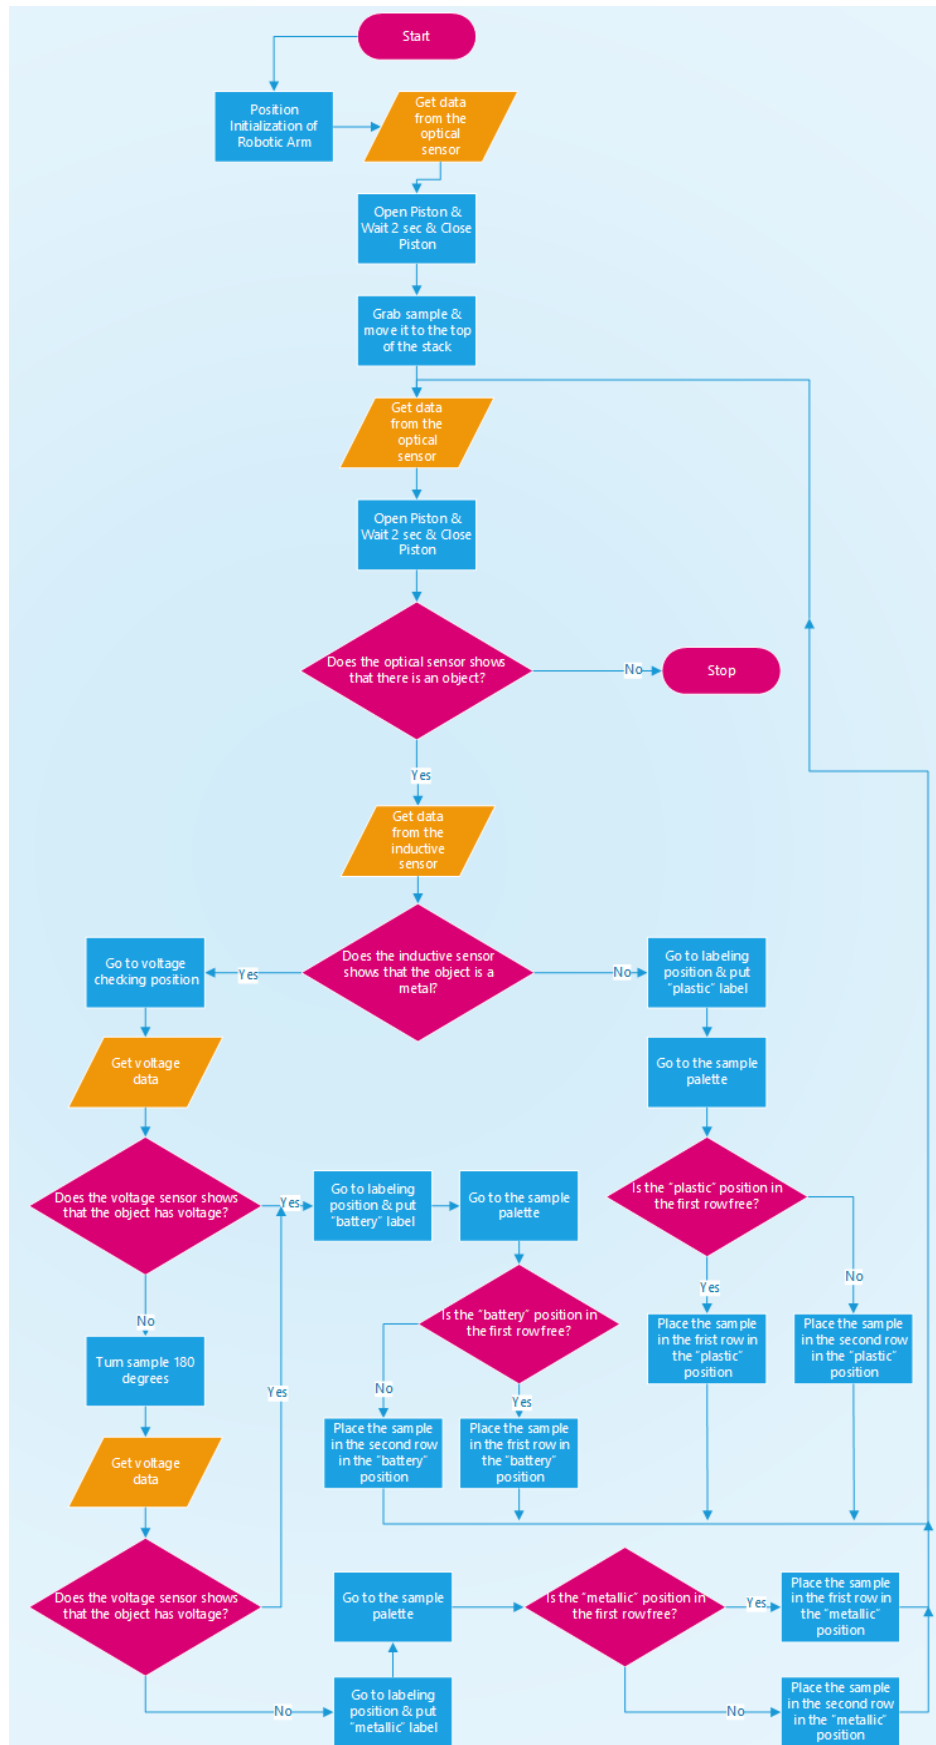 Start
Position
Initialization of
Robotic Arm
Get data
from the
optical
sensor
Open Piston &
Wait 2 sec & Close
Piston
Grab sample &
move it to the top
of the stack
Get data
from the
optical
sensor
Open Piston &
Wait 2 sec & Close
Piston
Does the optical sensor shows
that there is an object?
No
Stop
Yes
Get data
from the
inductive
sensor
Does the inductive sensor
shows that the object is a
metal?
Yes
Go to voltage
checking position
No
Go to labeling
position & put
"plastic" label
Get voltage
data
Go to the sample
palette
Does the voltage sensor shows
that the object has voltage?
Yes
Go to labeling
position & put
"battery" label
Go to the sample
palette
Is the "plastic" position in
the first row free?
No
Yes
No
Turn sample 180
degrees
Is the "battery" position in
the first row free?
Place the sample
in the frist row in
the "plastic"
position
Place the sample
in the second row
in the "plastic"
position
Yes
No
Yes
Place the sample
in the second row
in the "battery"
position
Place the sample
in the frist row in
the "battery"
position
Get voltage
data
Does the voltage sensor shows
that the object has voltage?
Go to the sample
palette
Is the "metallic" position in
the first row free?
Yes
Place the sample
in the frist row in
the "metallic"
position
No
Go to labeling
position & put
"metallic" label
No
Place the sample
in the second row
in the "metallic"
position